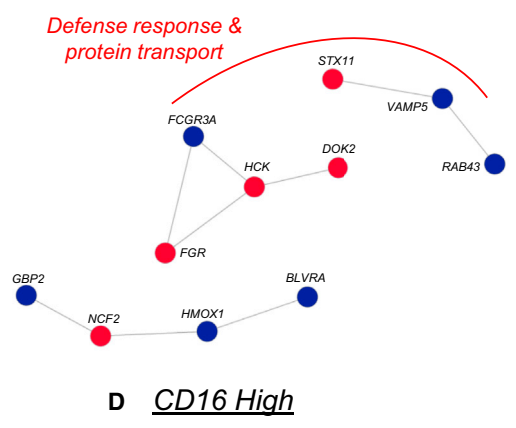 Defense response &
protein transport
STX11
VAMP5
FCGR3A
DOK2
HCK
RAB43
FGR
GBP2
BLVRA
NCF2
HMOX1
D CD16 High